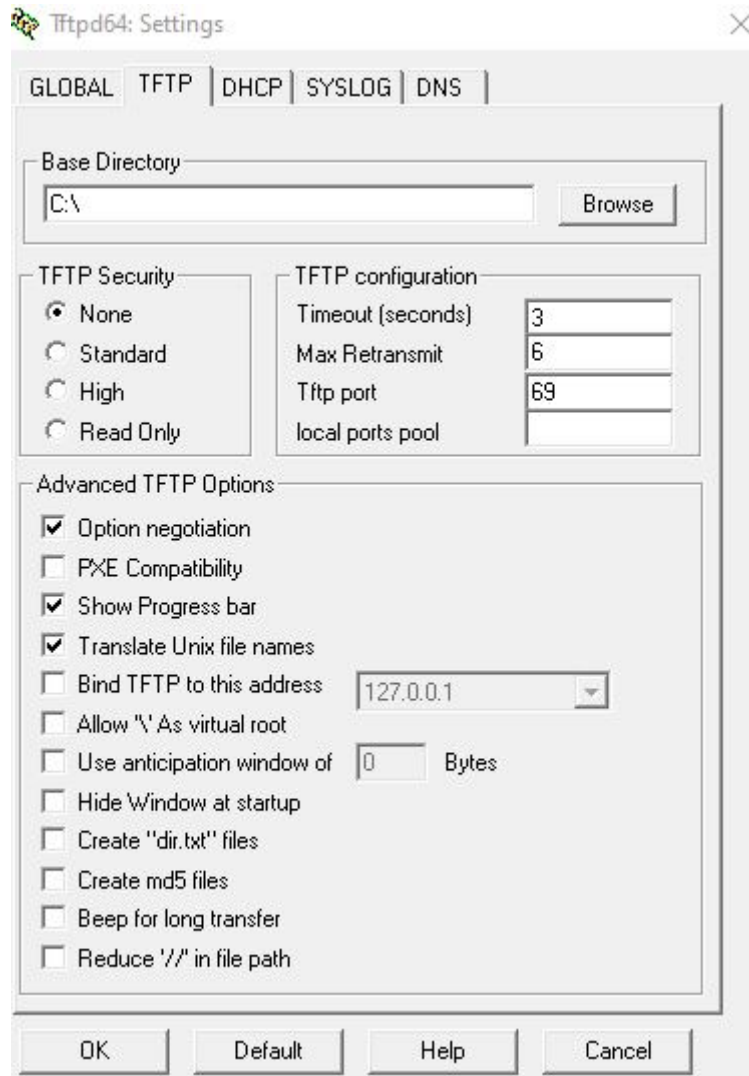 Tftpd64: Settings
GLOBAL TFTP DHCP SYSLOG DNS
Base Directory
C:\
Browse
TFTP Security
None
Standard
High
Read Only
TFTP configuration
Timeout (seconds) 3
Max Retransmit 6
Tftp port 69
local ports pool
Advanced TFTP Options
Option negotiation
PXE Compatibility
Show Progress bar
Translate Unix file names
Bind TFTP to this address 127.0.0.1
Allow '\' As virtual root
Use anticipation window of 0 Bytes
Hide Window at startup
Create "dir.txt" files
Create md5 files
Beep for long transfer
Reduce '//' in file path
OK Default Help Cancel